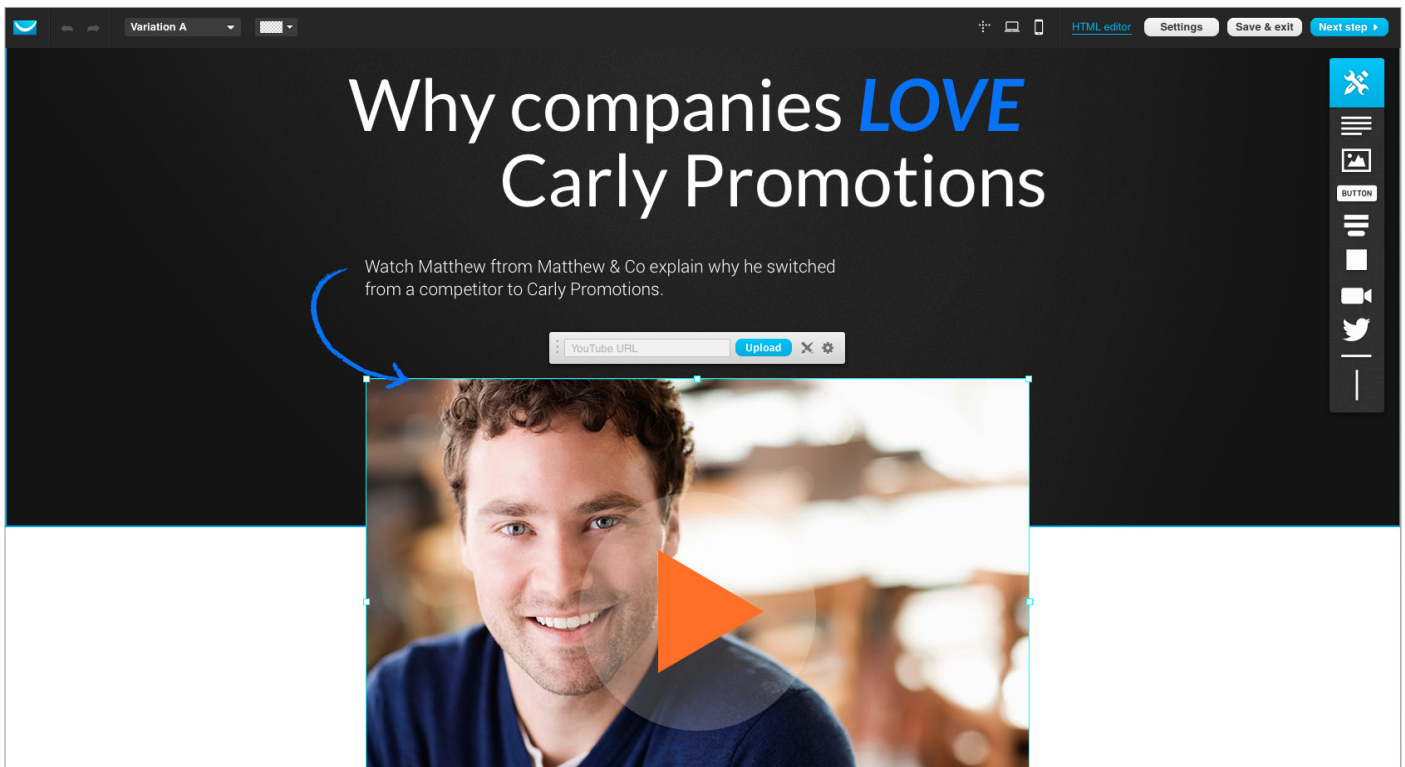 Variation A
HTML editor
Settings
Save & exit
Next step
Why companies LOVE
Carly Promotions
BUTTON
Watch Matthew ftrom Matthew & Co explain why he switched
from a competitor to Carly Promotions.
YouTube URL
Upload